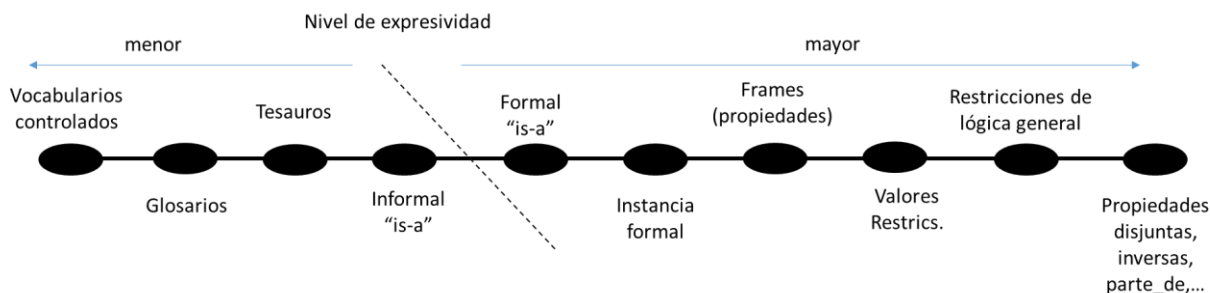 Nivel de expresividad
menor
mayor
Vocabularios
controlados
Glosarios
Tesauros
Informal
“is-a”
Formal
“is-a”
Instancia
formal
Frames
(propiedades)
Valores
Restrics.
Restricciones de
lógica general
Propiedades
disjuntas,
inversas,
parte_de,...